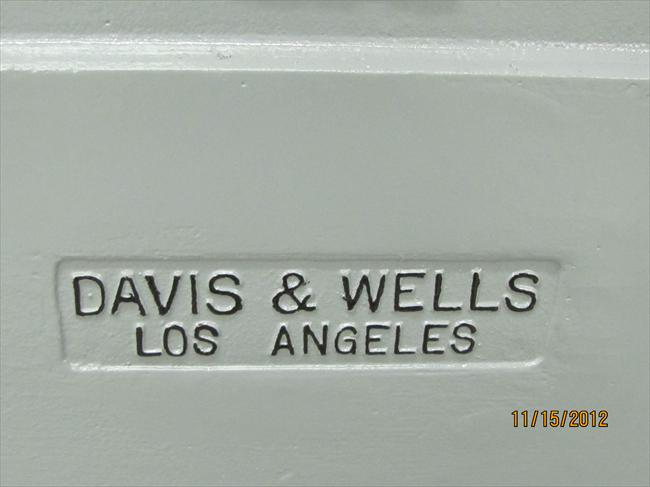 DAVIS & WELLS
LOS ANGELES
11/15/2012